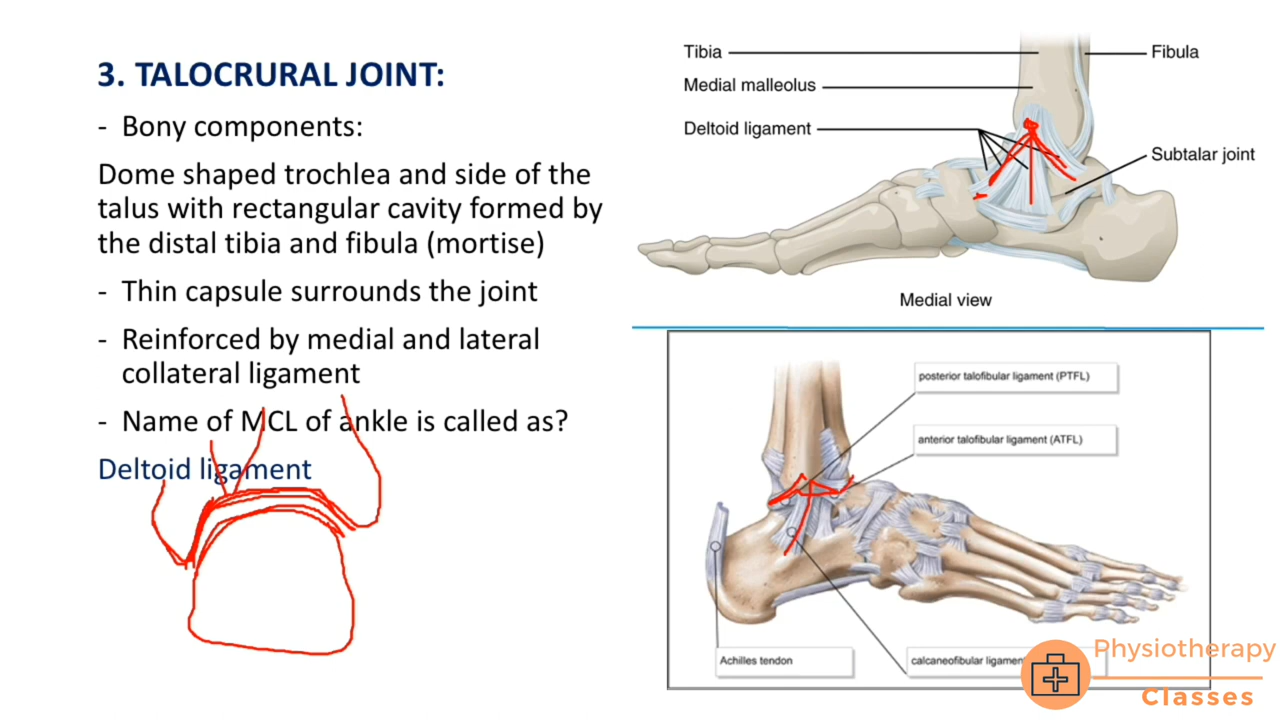 3. TALOCRURAL JOINT:
- Bony components:
Dome shaped trochlea and side of the
talus with rectangular cavity formed by
the distal tibia and fibula (mortise)
- Thin capsule surrounds the joint
- Reinforced by medial and lateral
collateral ligament
- Name of MCL of ankle is called as?
Deltoid ligament
Tibia
Fibula
Medial malleolus
Deltoid ligament
Subtalar joint
Medial view
posterior talofibular ligament (PTFL)
anterior talofibular ligament (ATFL)
Achilles tendon
calcaneofibular ligamen
Physiotherapy
Classes